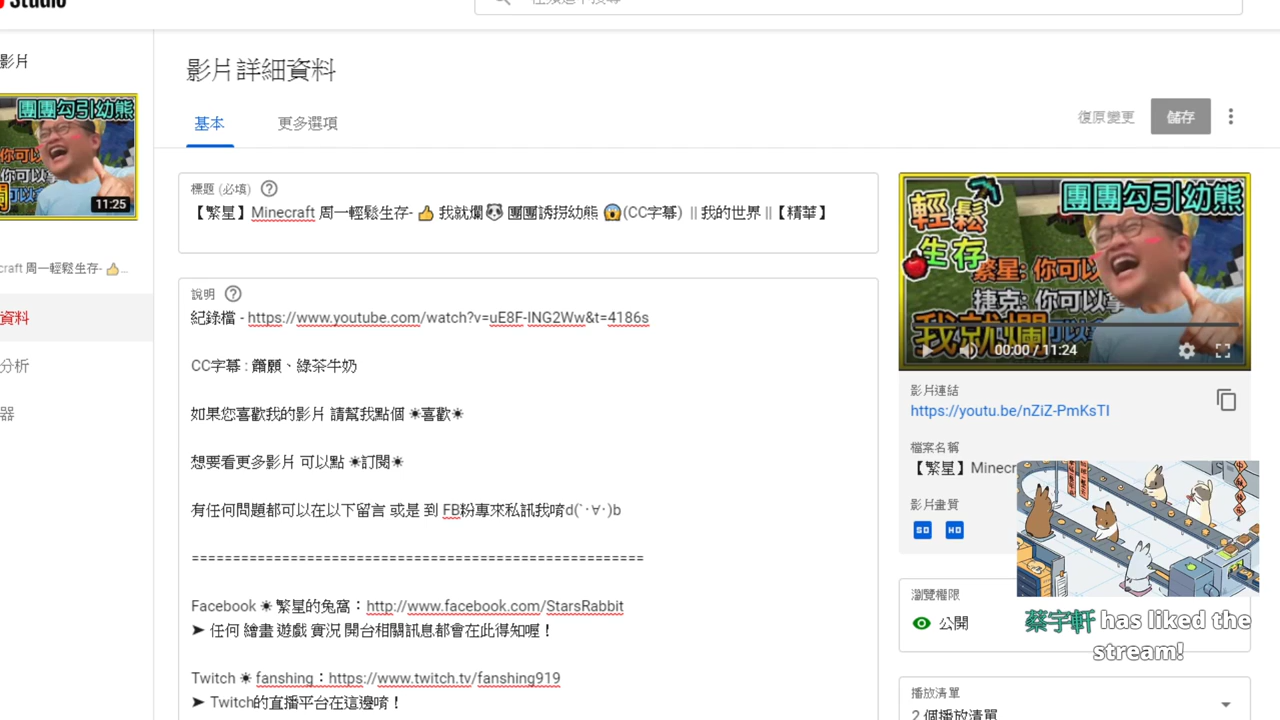 Studio
影片
影片詳細資料
基本
更多選項
復原變更
儲存
團團勾引幼熊
11:25
craft 周一輕鬆生存-👍...
資料
分析
器
標題 (必填)
【繁星】Minecraft 周一輕鬆生存- 👍 我就爛🐼 團團誘拐幼熊 😱(CC字幕) || 我的世界 ||【精華】
說明
紀錄檔 - https://www.youtube.com/watch?v=uE8F-ING2Ww&t=4186s
CC字幕 : 蕭願、綠茶牛奶
如果您喜歡我的影片 請幫我點個 ☀喜歡☀
想要看更多影片 可以點 ☀訂閱☀
有任何問題都可以在以下留言 或是 到 FB粉專來私訊我唷d(`･∀･)b
====================================================
Facebook ☀ 繁星的兔窩：http://www.facebook.com/StarsRabbit
➤ 任何 繪畫 遊戲 實況 開台相關訊息都會在此得知喔！
Twitch ☀ fanshing：https://www.twitch.tv/fanshing919
➤ Twitch的直播平台在這邊唷！
輕鬆
生存
團團勾引幼熊
繁星: 你可以
捷克: 你可以拿
我就爛
00:00 / 11:24
影片連結
https://youtu.be/nZiZ-PmKsTI
檔案名稱
【繁星】Minecr
影片畫質
SD
HD
瀏覽權限
公開
蔡宇軒 has liked the
stream!
播放清單
2 個播放清單